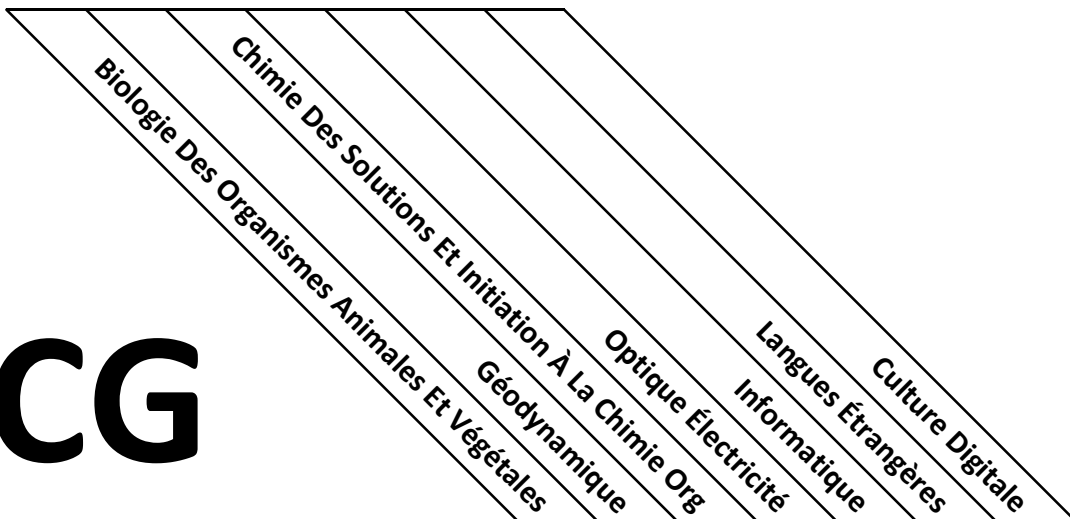 Biologie Des Organismes Animales Et Végétales
Géodynamique
Chimie Des Solutions Et Initiation À La Chimie Org
Optique Électricité
Informatique
Langues Étrangères
Culture Digitale
CG